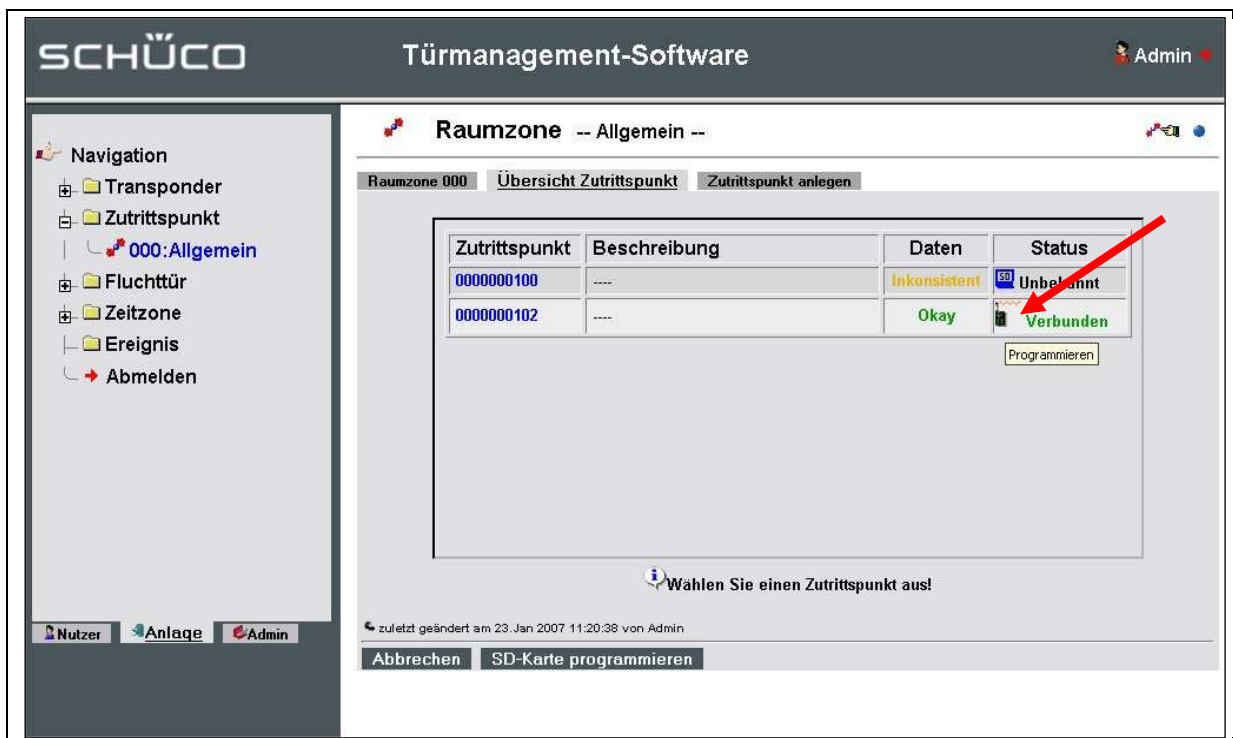 SCHÜCO
Türmanagement-Software
Admin
Navigation
Transponder
Zutrittspunkt
000:Allgemein
Fluchttür
Zeitzone
Ereignis
Abmelden
Nutzer Anlage Admin
Raumzone -- Allgemein --
Raumzone 000 Übersicht Zutrittspunkt Zutrittspunkt anlegen
Zutrittspunkt Beschreibung Daten Status
0000000100 ---- Inkonsistent SD Unbekannt
0000000102 ---- Okay Verbunden
Programmieren
Wählen Sie einen Zutrittspunkt aus!
zuletzt geändert am 23.Jan 2007 11:20:38 von Admin
Abbrechen SD-Karte programmieren